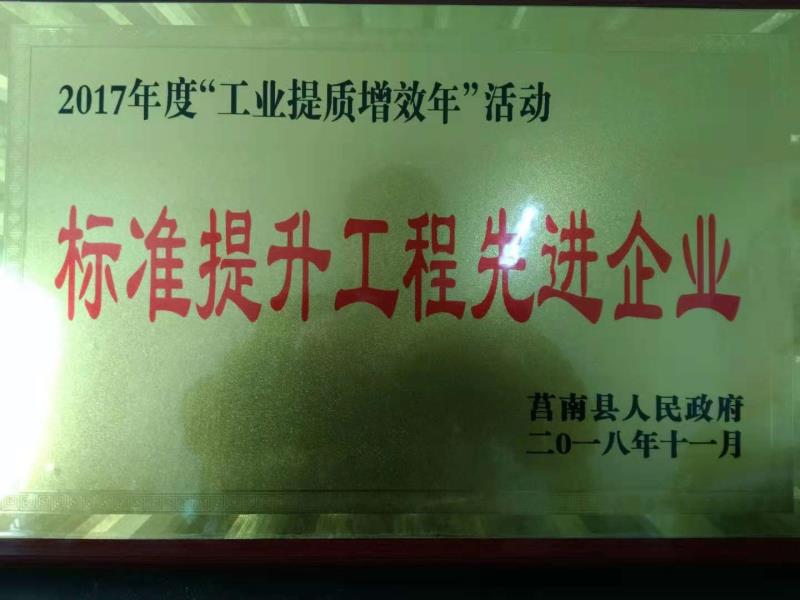 2017年度“工业提质增效年”活动
标准提升工程先进企业
莒南县人民政府
二〇一八年十一月